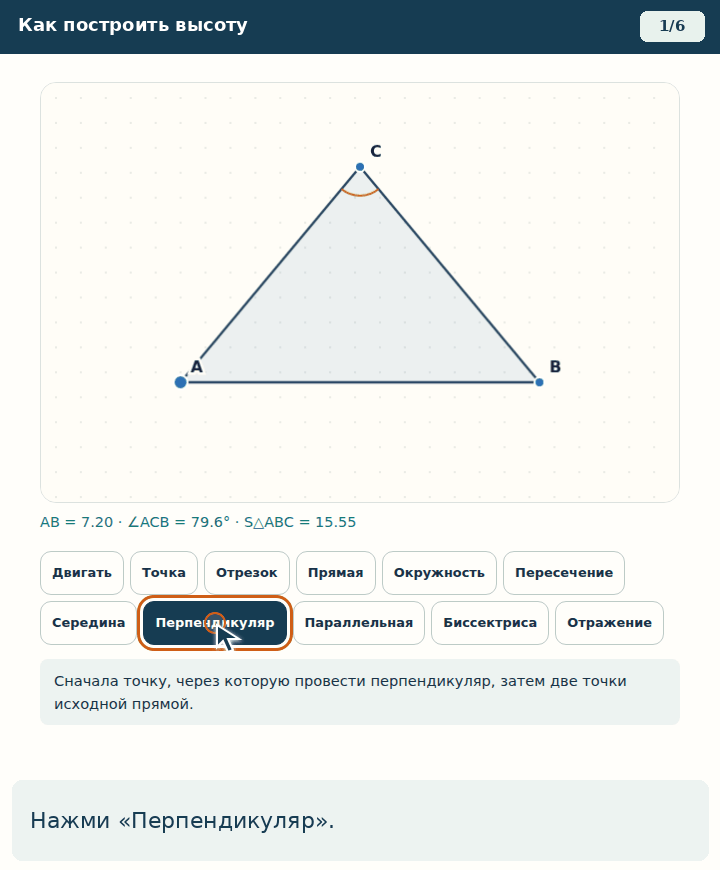 Как построить высоту
1/6
C
A
B
AB = 7.20 · ∠ACB = 79.6° · S△ABC = 15.55
Двигать Точка Отрезок Прямая Окружность Пересечение
Середина Перпендикуляр Параллельная Биссектриса Отражение
Сначала точку, через которую провести перпендикуляр, затем две точки
исходной прямой.
Нажми «Перпендикуляр».